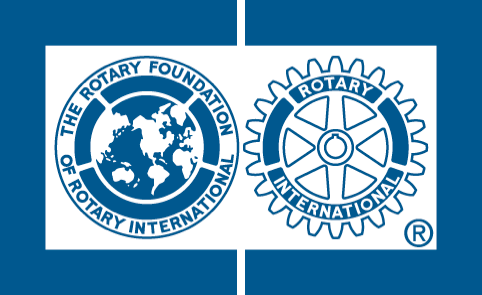 THE ROTARY FOUNDATION
OF ROTARY INTERNATIONAL
ROTARY
INTERNATIONAL
®